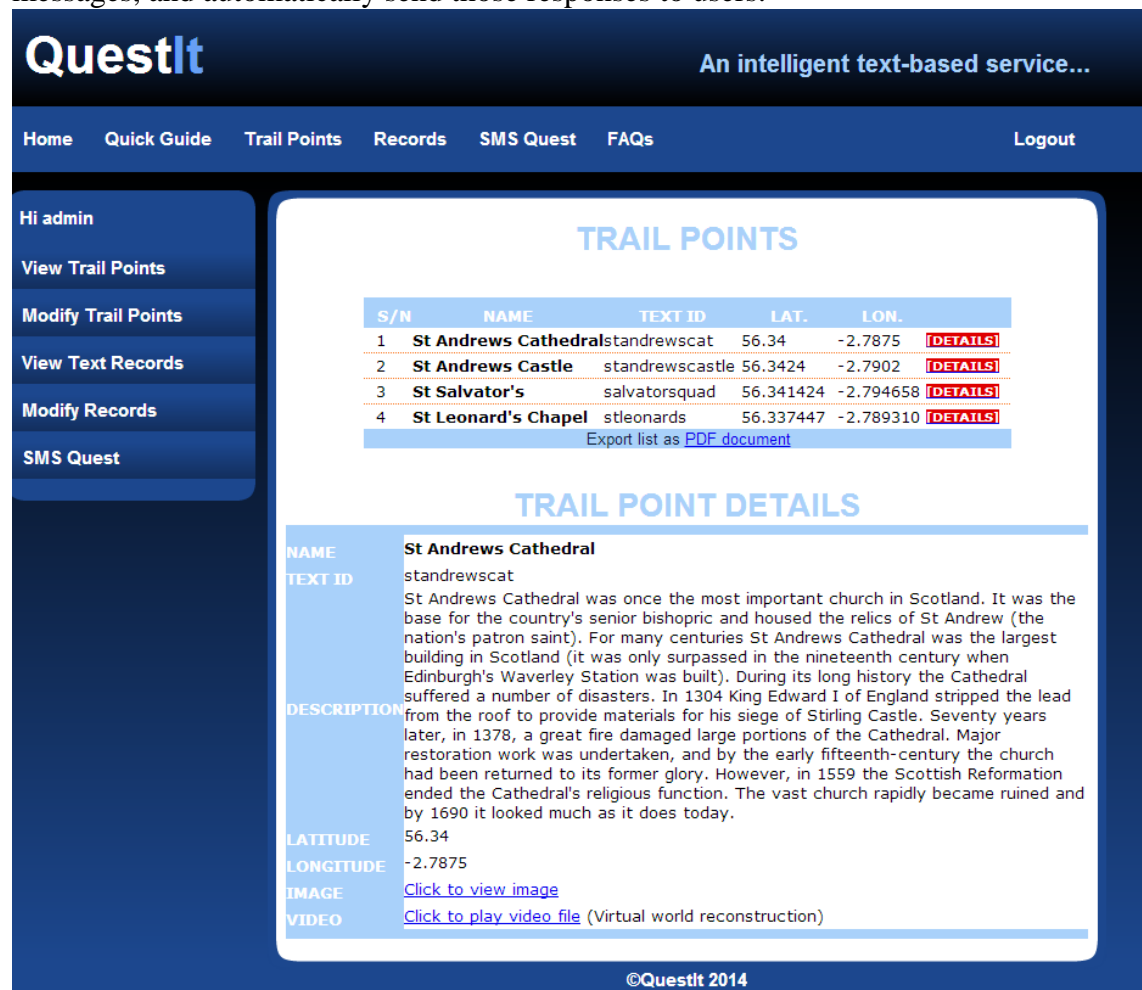 messages, and automatically send those responses to users.
QuestIt
An intelligent text-based service...
Home Quick Guide Trail Points Records SMS Quest FAQs Logout
Hi admin
View Trail Points
Modify Trail Points
View Text Records
Modify Records
SMS Quest
TRAIL POINTS
S/N NAME TEXT ID LAT. LON.
1 St Andrews Cathedral standrewscat 56.34 -2.7875 [DETAILS]
2 St Andrews Castle standrewscastle 56.3424 -2.7902 [DETAILS]
3 St Salvator's salvatorsquad 56.341424 -2.794658 [DETAILS]
4 St Leonard's Chapel stleonards 56.337447 -2.789310 [DETAILS]
Export list as PDF document
TRAIL POINT DETAILS
NAME St Andrews Cathedral
TEXT ID standrewscat
DESCRIPTION
St Andrews Cathedral was once the most important church in Scotland. It was the
base for the country's senior bishopric and housed the relics of St Andrew (the
nation's patron saint). For many centuries St Andrews Cathedral was the largest
building in Scotland (it was only surpassed in the nineteenth century when
Edinburgh's Waverley Station was built). During its long history the Cathedral
suffered a number of disasters. In 1304 King Edward I of England stripped the lead
from the roof to provide materials for his siege of Stirling Castle. Seventy years
later, in 1378, a great fire damaged large portions of the Cathedral. Major
restoration work was undertaken, and by the early fifteenth-century the church
had been returned to its former glory. However, in 1559 the Scottish Reformation
ended the Cathedral's religious function. The vast church rapidly became ruined and
by 1690 it looked much as it does today.
LATITUDE 56.34
LONGITUDE -2.7875
IMAGE Click to view image
VIDEO Click to play video file (Virtual world reconstruction)
©QuestIt 2014